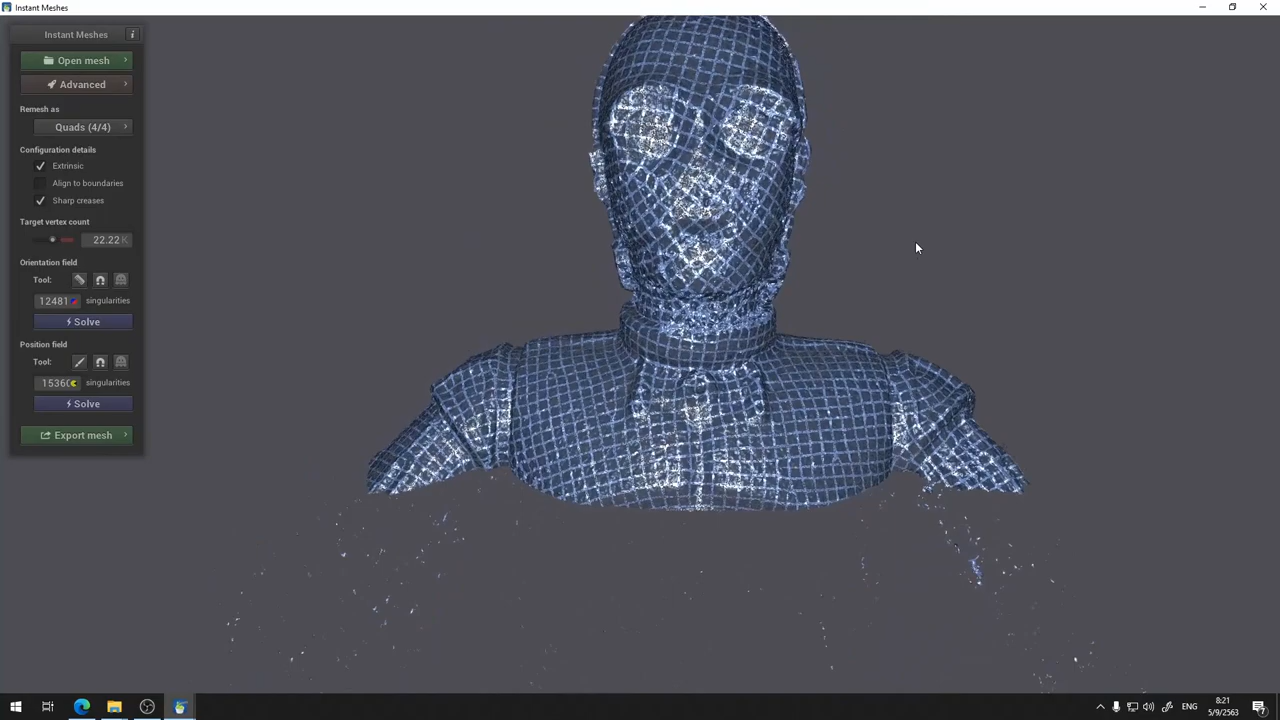 Instant Meshes
Instant Meshes i
Open mesh
Advanced
Remesh as
Quads (4/4)
Configuration details
Extrinsic
Align to boundaries
Sharp creases
Target vertex count
22.22 K
Orientation field
Tool:
12481 singularities
Solve
Position field
Tool:
1536 singularities
Solve
Export mesh
ENG
8:21
5/9/2563